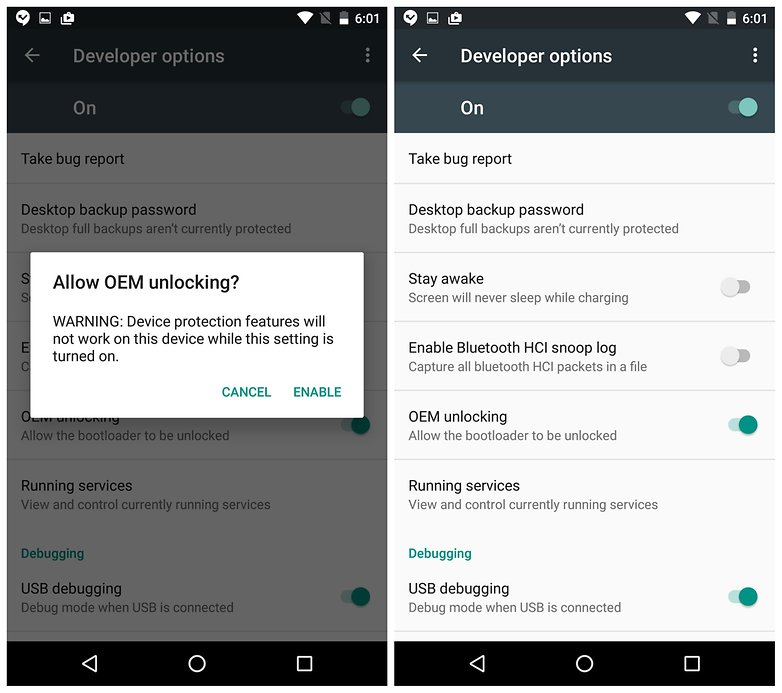 6:01
Developer options
On
Take bug report
Desktop backup password
Desktop full backups aren't currently protected
Allow OEM unlocking?
WARNING: Device protection features will
not work on this device while this setting is
turned on.
CANCEL ENABLE
OEM unlocking
Allow the bootloader to be unlocked
Running services
View and control currently running services
Debugging
USB debugging
Debug mode when USB is connected
6:01
Developer options
On
Take bug report
Desktop backup password
Desktop full backups aren't currently protected
Stay awake
Screen will never sleep while charging
Enable Bluetooth HCI snoop log
Capture all bluetooth HCI packets in a file
OEM unlocking
Allow the bootloader to be unlocked
Running services
View and control currently running services
Debugging
USB debugging
Debug mode when USB is connected